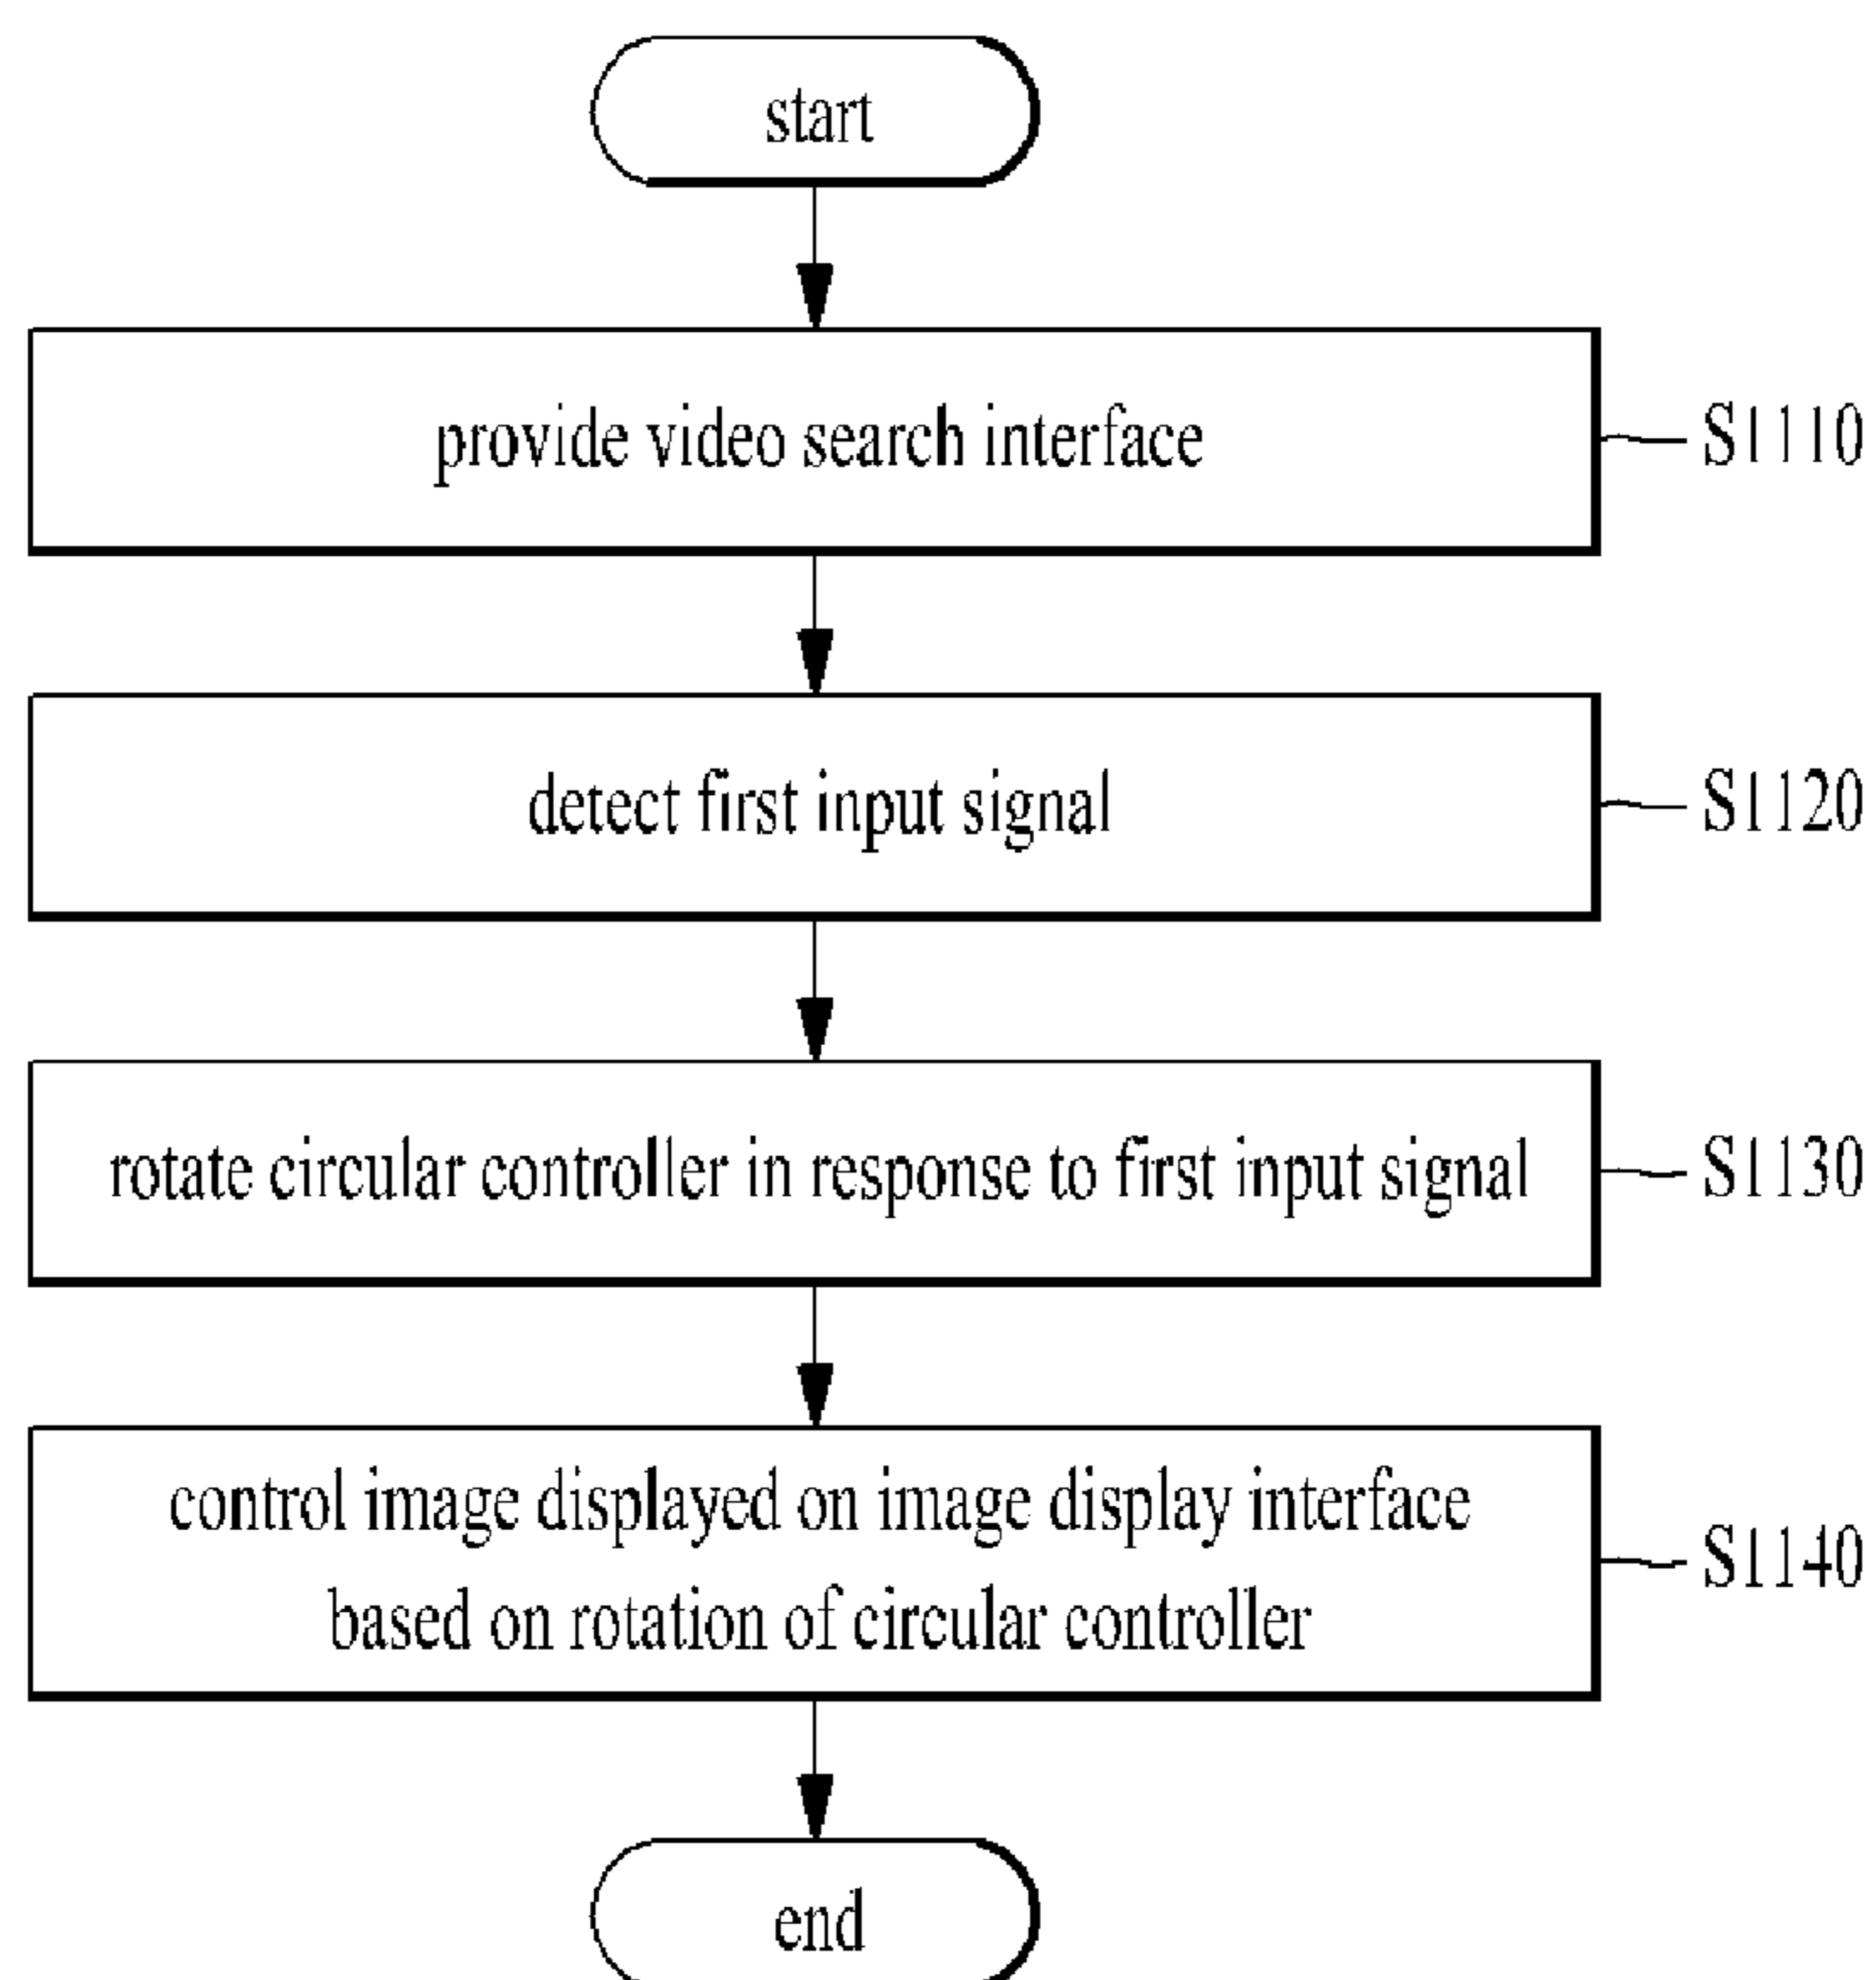 start
provide video search interface
S1110
detect first input signal
S1120
rotate circular controller in response to first input signal
S1130
control image displayed on image display interface
based on rotation of circular controller
S1140
end